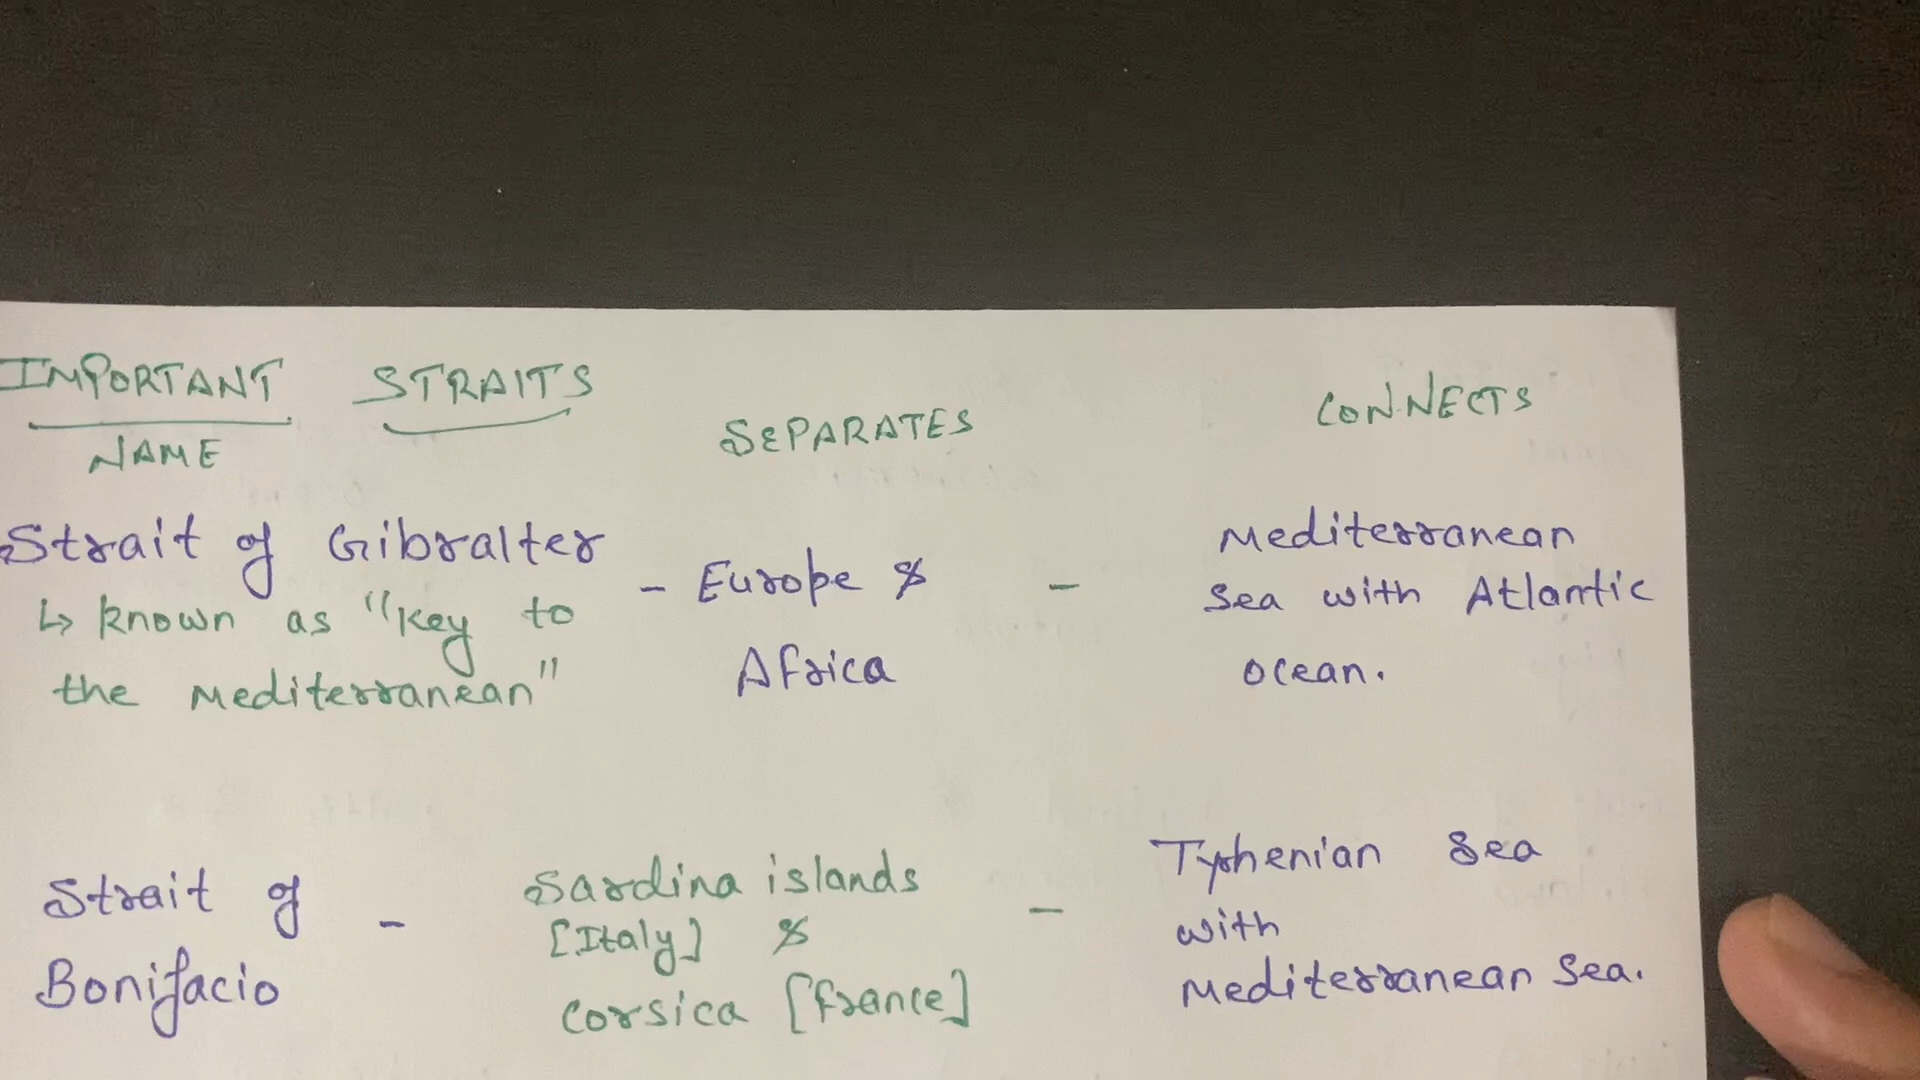 IMPORTANT STRAITS
NAME SEPARATES CONNECTS
Strait of Gibralter
↳ known as "key to
the Mediterranean"
- Europe &
Africa
- Mediterranean
Sea with Atlantic
Ocean.
Strait of
Bonifacio
- Sardina islands
[Italy] &
Corsica [France]
- Tyrhenian Sea
with
Mediterranean Sea.